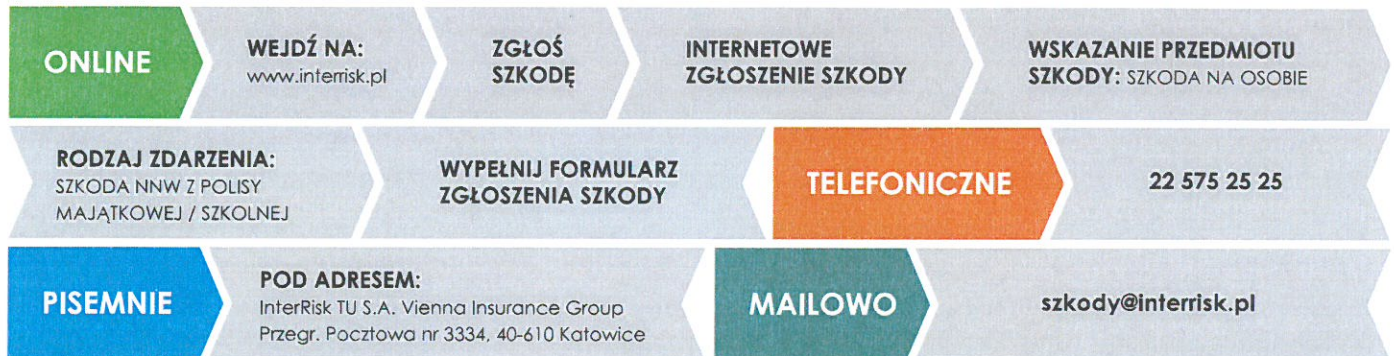 ONLINE
WEJDŹ NA:
www.interrisk.pl
ZGŁOŚ
SZKODĘ
INTERNETOWE
ZGŁOSZENIE SZKODY
WSKAZANIE PRZEDMIOTU
SZKODY: SZKODA NA OSOBIE
RODZAJ ZDARZENIA:
SZKODA NNW Z POLISY
MAJĄTKOWEJ / SZKOLNEJ
WYPEŁNIJ FORMULARZ
ZGŁOSZENIA SZKODY
TELEFONICZNE
22 575 25 25
PISEMNIE
POD ADRESEM:
InterRisk TU S.A. Vienna Insurance Group
Przegr. Pocztowa nr 3334, 40-610 Katowice
MAILOWO
szkody@interrisk.pl